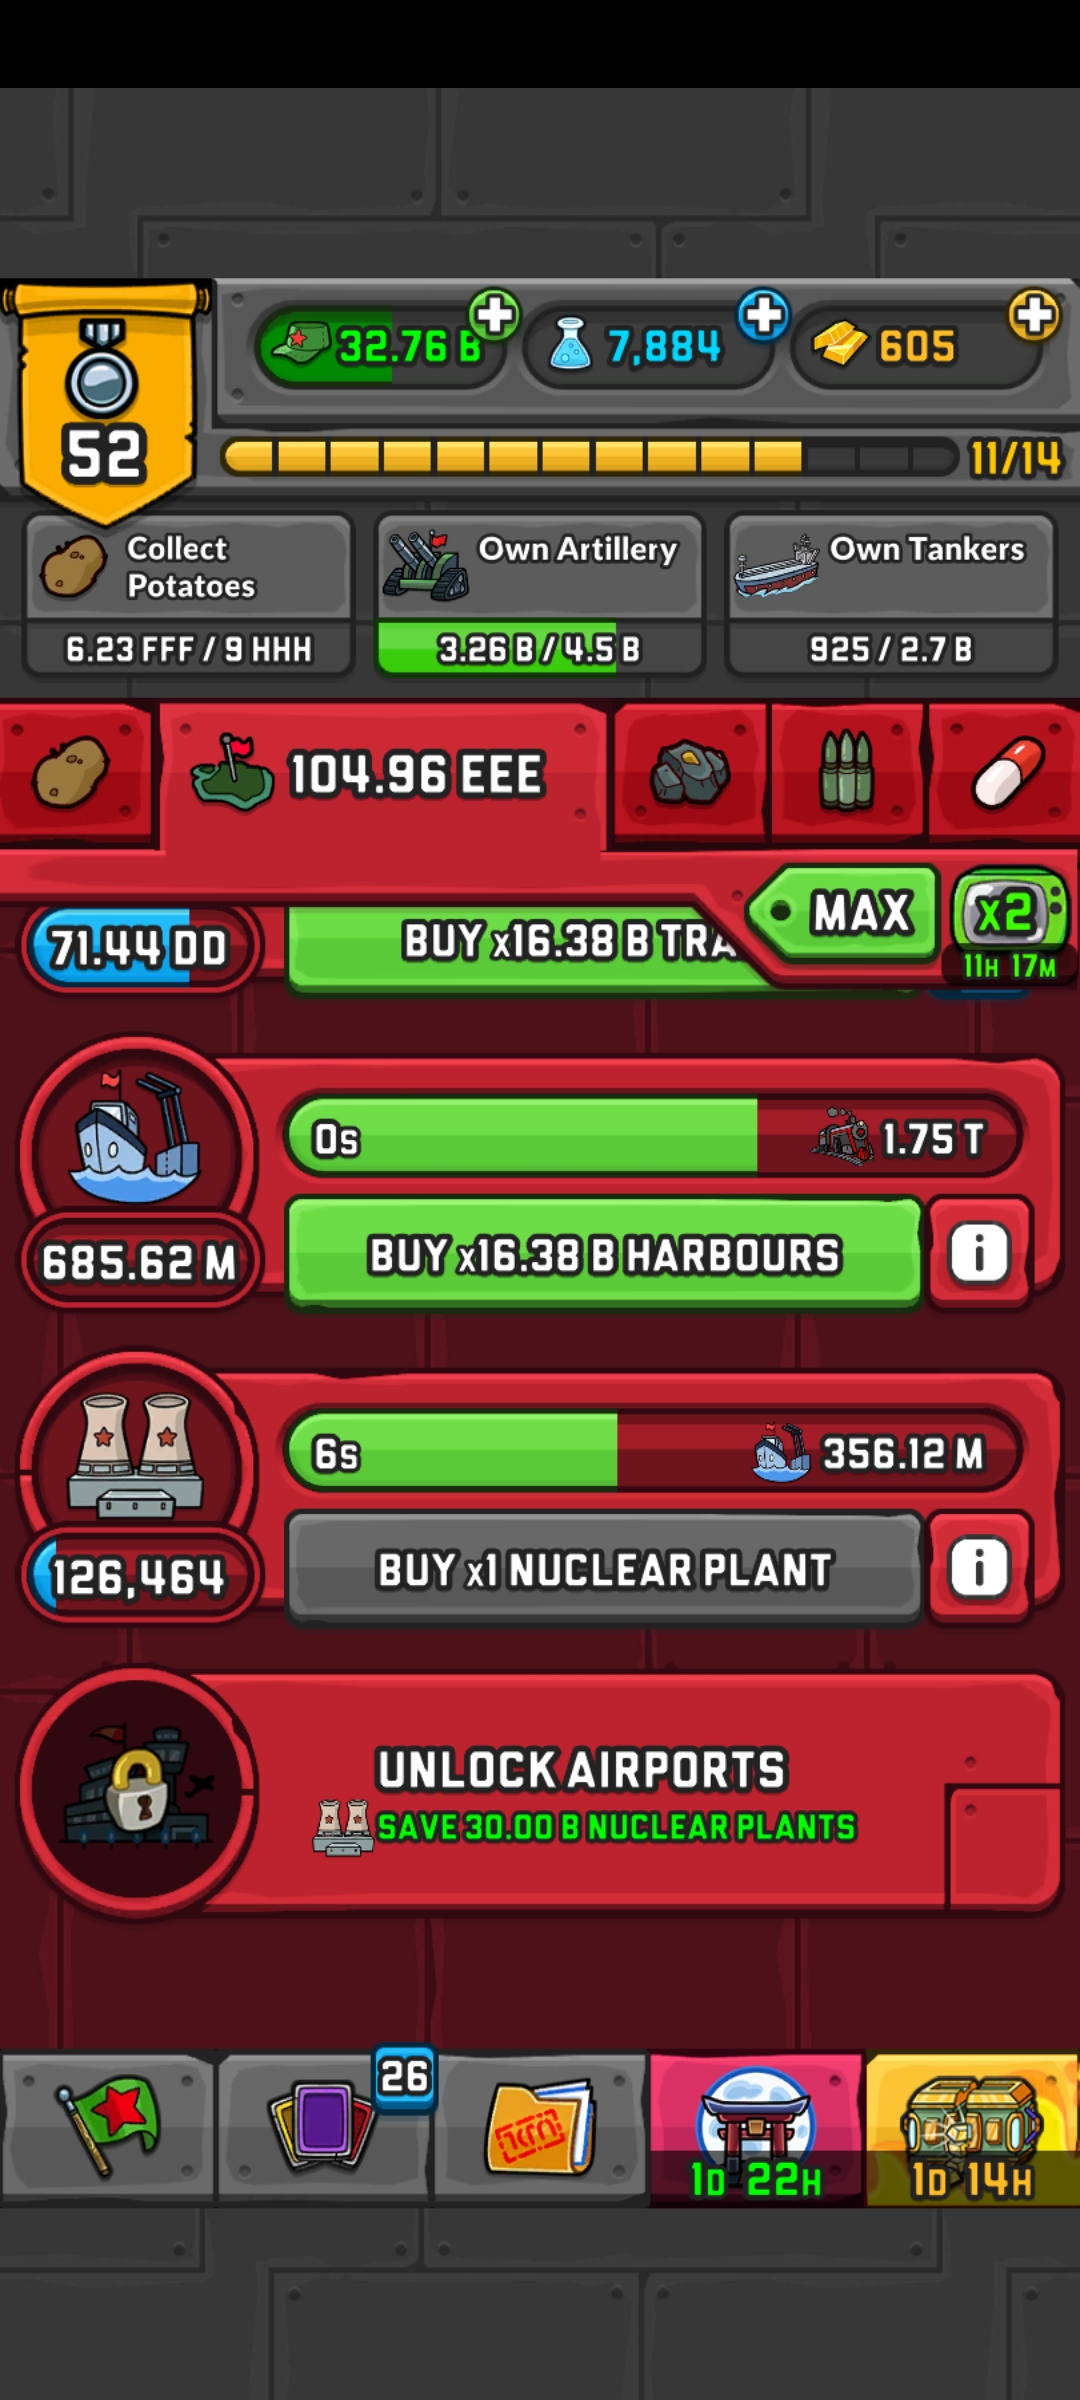 32.76 B
7,884
605
52
11/14
Collect
Potatoes
6.23 FFF / 9 HHH
Own Artillery
3.26 B / 4.5 B
Own Tankers
925 / 2.7 B
104.96 EEE
MAX
x2
11H 17M
71.44 DD
BUY x16.38 B TRA
0s
1.75 T
685.62 M
BUY x16.38 B HARBOURS
i
6s
356.12 M
126,464
BUY x1 NUCLEAR PLANT
i
UNLOCK AIRPORTS
SAVE 30.00 B NUCLEAR PLANTS
26
1D 22H
1D 14H